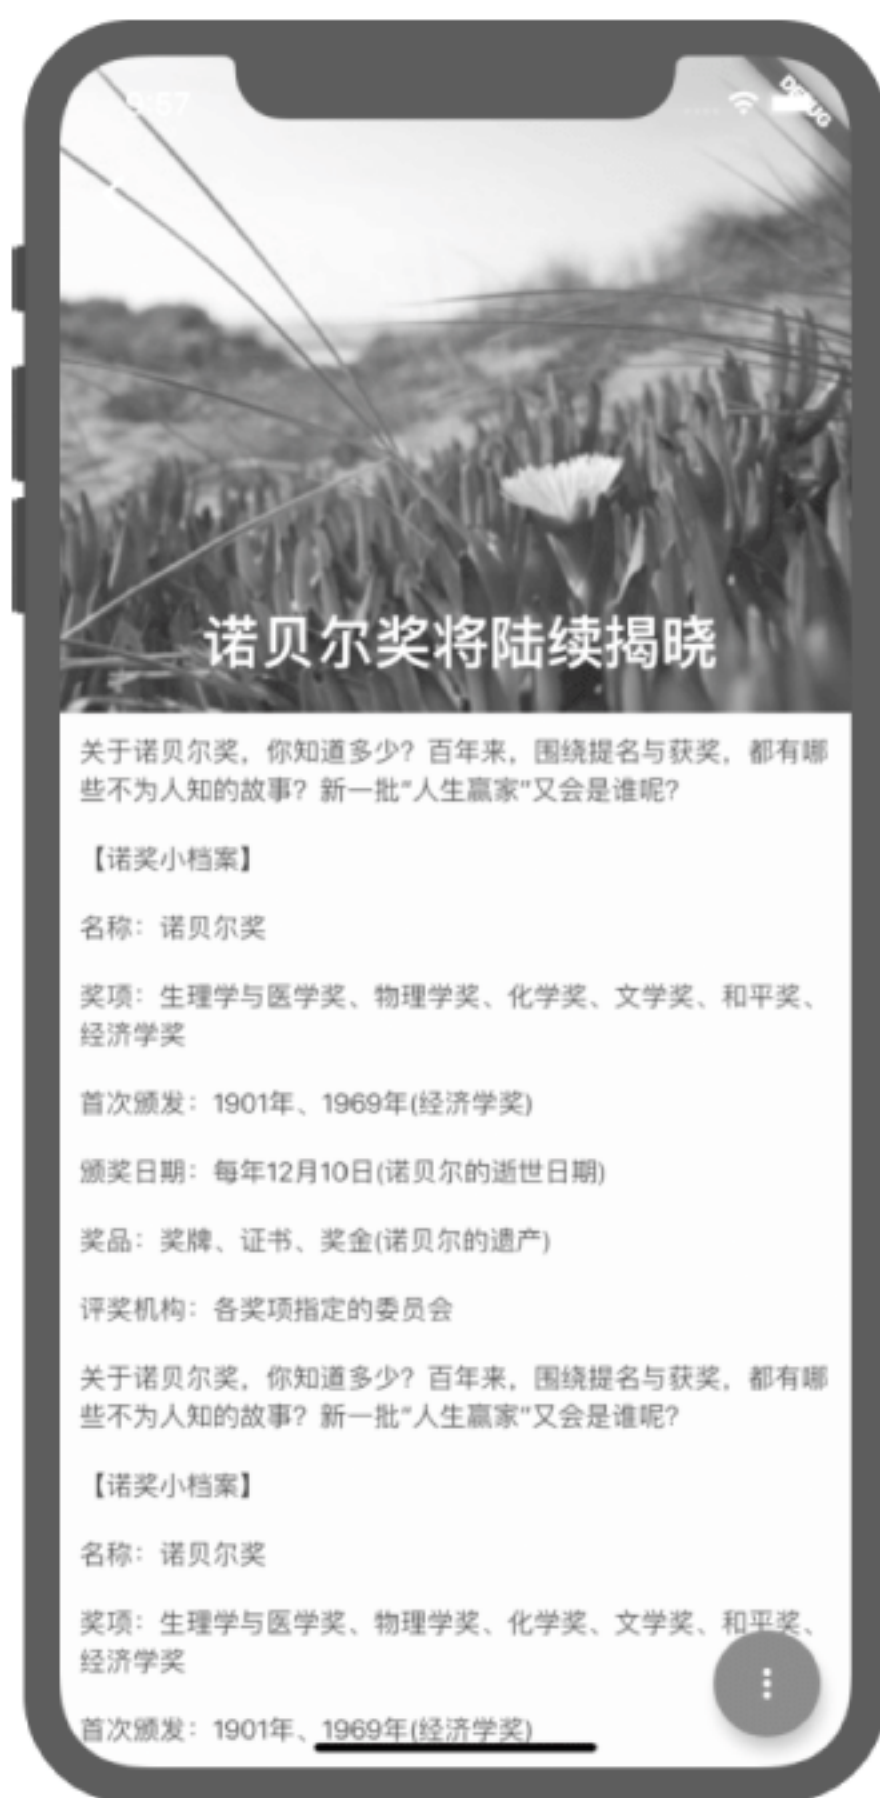 9:57
DEBUG
诺贝尔奖将陆续揭晓
关于诺贝尔奖，你知道多少？百年来，围绕提名与获奖，都有哪
些不为人知的故事？新一批“人生赢家”又会是谁呢？
【诺奖小档案】
名称：诺贝尔奖
奖项：生理学与医学奖、物理学奖、化学奖、文学奖、和平奖、
经济学奖
首次颁发：1901年、1969年(经济学奖)
颁奖日期：每年12月10日(诺贝尔的逝世日期)
奖品：奖牌、证书、奖金(诺贝尔的遗产)
评奖机构：各奖项指定的委员会
关于诺贝尔奖，你知道多少？百年来，围绕提名与获奖，都有哪
些不为人知的故事？新一批“人生赢家”又会是谁呢？
【诺奖小档案】
名称：诺贝尔奖
奖项：生理学与医学奖、物理学奖、化学奖、文学奖、和平奖、
经济学奖
首次颁发：1901年、1969年(经济学奖)